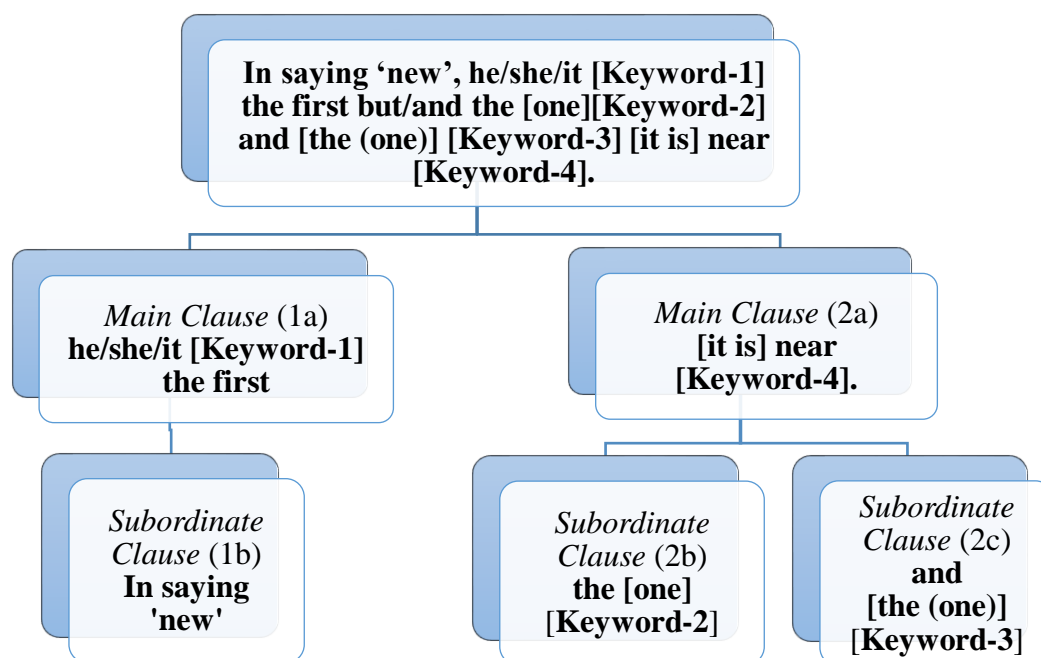 In saying ‘new’, he/she/it [Keyword-1]
the first but/and the [one][Keyword-2]
and [the (one)] [Keyword-3] [it is] near
[Keyword-4].
Main Clause (1a)
he/she/it [Keyword-1]
the first
Main Clause (2a)
[it is] near
[Keyword-4].
Subordinate
Clause (1b)
In saying
'new'
Subordinate
Clause (2b)
the [one]
[Keyword-2]
Subordinate
Clause (2c)
and
[the (one)]
[Keyword-3]